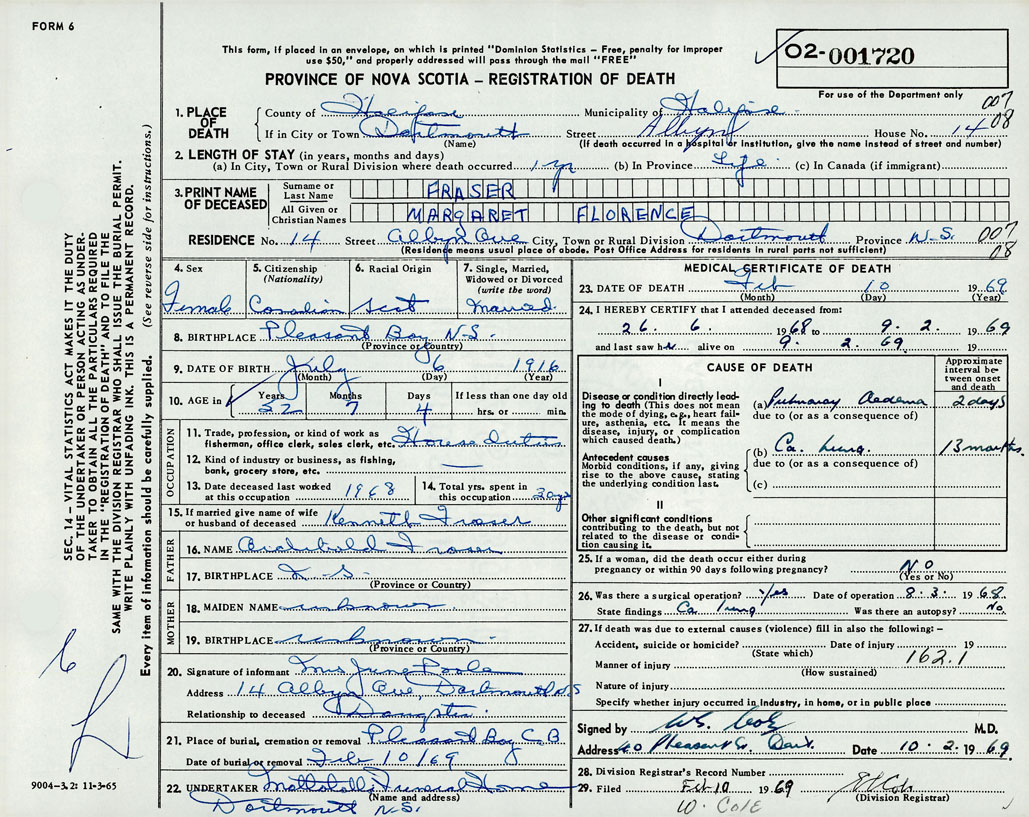 FORM 6
This form, if placed in an envelope, on which is printed "Dominion Statistics – Free, penalty for improper
use $50," and properly addressed will pass through the mail "FREE"
PROVINCE OF NOVA SCOTIA – REGISTRATION OF DEATH
02-001720
For use of the Department only
007
08
1. PLACE OF DEATH
County of Halifax Municipality of Halifax
If in City or Town Dartmouth Street Albyn House No. 14
(Name) (If death occurred in a hospital or institution, give the name instead of street and number)
2. LENGTH OF STAY (in years, months and days)
(a) In City, Town or Rural Division where death occurred 1 yr (b) In Province Life (c) In Canada (if immigrant)
3. PRINT NAME OF DECEASED
Surname or Last Name FRASER
All Given or Christian Names MARGARET FLORENCE
RESIDENCE No. 14 Street Albyn Ave City, Town or Rural Division Dartmouth Province N.S. 007
(Residence means usual place of abode. Post Office Address for residents in rural parts not sufficient) 08
4. Sex Female
5. Citizenship (Nationality) Canadian
6. Racial Origin Scot
7. Single, Married, Widowed or Divorced (write the word) Married
8. BIRTHPLACE Pleasant Bay N.S.
(Province or Country)
9. DATE OF BIRTH July 6 1916
(Month) (Day) (Year)
10. AGE in Years 52 Months 7 Days 4 If less than one day old hrs. or min.
OCCUPATION
11. Trade, profession, or kind of work as fisherman, office clerk, sales clerk, etc. House duties
12. Kind of industry or business, as fishing, bank, grocery store, etc. —
13. Date deceased last worked at this occupation 1968
14. Total yrs. spent in this occupation
15. If married give name of wife or husband of deceased Kenneth Fraser
FATHER
16. NAME Archibald Fraser
17. BIRTHPLACE N.S.
(Province or Country)
MOTHER
18. MAIDEN NAME unknown
19. BIRTHPLACE unknown
(Province or Country)
20. Signature of informant Mrs June Poole
Address 14 Albyn Ave, Dartmouth N S
Relationship to deceased Daughter
21. Place of burial, cremation or removal Pleasant Bay C.B
Date of burial or removal Feb 10/69
22. UNDERTAKER Mattatall Funeral Home
(Name and address)
Dartmouth N.S.
MEDICAL CERTIFICATE OF DEATH
23. DATE OF DEATH Feb 10 1969
(Month) (Day) (Year)
24. I HEREBY CERTIFY that I attended deceased from:
26. 6. 1968 to 9. 2. 1969
and last saw her alive on 9. 2. 69. 19
CAUSE OF DEATH
Approximate interval between onset and death
I
Disease or condition directly leading to death (This does not mean the mode of dying, e.g., heart failure, asthenia, etc. It means the disease, injury, or complication which caused death.)
(a) Pulmonary Oedema 2 days
due to (or as a consequence of)
Antecedent causes
Morbid conditions, if any, giving rise to the above cause, stating the underlying condition last.
(b) Ca. Lung. 13 months.
due to (or as a consequence of)
(c)
II
Other significant conditions contributing to the death, but not related to the disease or condition causing it.
25. If a woman, did the death occur either during pregnancy or within 90 days following pregnancy? NO
(Yes or No)
26. Was there a surgical operation? Yes Date of operation 8. 3. 1968.
State findings Ca lung Was there an autopsy? No.
27. If death was due to external causes (violence) fill in also the following: –
Accident, suicide or homicide? Date of injury 19
(State which) 162.1
Manner of injury
(How sustained)
Nature of injury
Specify whether injury occurred in industry, in home, or in public place
Signed by M.D.
Address 40 Pleasant St. Dart. Date 10. 2. 1969
28. Division Registrar's Record Number
29. Filed Feb 10 1969
(Division Registrar)
W. COLE
SEC. 14 – VITAL STATISTICS ACT MAKES IT THE DUTY
OF THE UNDERTAKER OR PERSON ACTING AS UNDER-
TAKER TO OBTAIN ALL THE PARTICULARS REQUIRED
IN THE "REGISTRATION OF DEATH" AND TO FILE THE
SAME WITH THE DIVISION REGISTRAR WHO SHALL ISSUE THE BURIAL PERMIT.
WRITE PLAINLY WITH UNFADING INK. THIS IS A PERMANENT RECORD.
Every item of information should be carefully supplied. (See reverse side for instructions.)
9004-3.2: 11-3-65